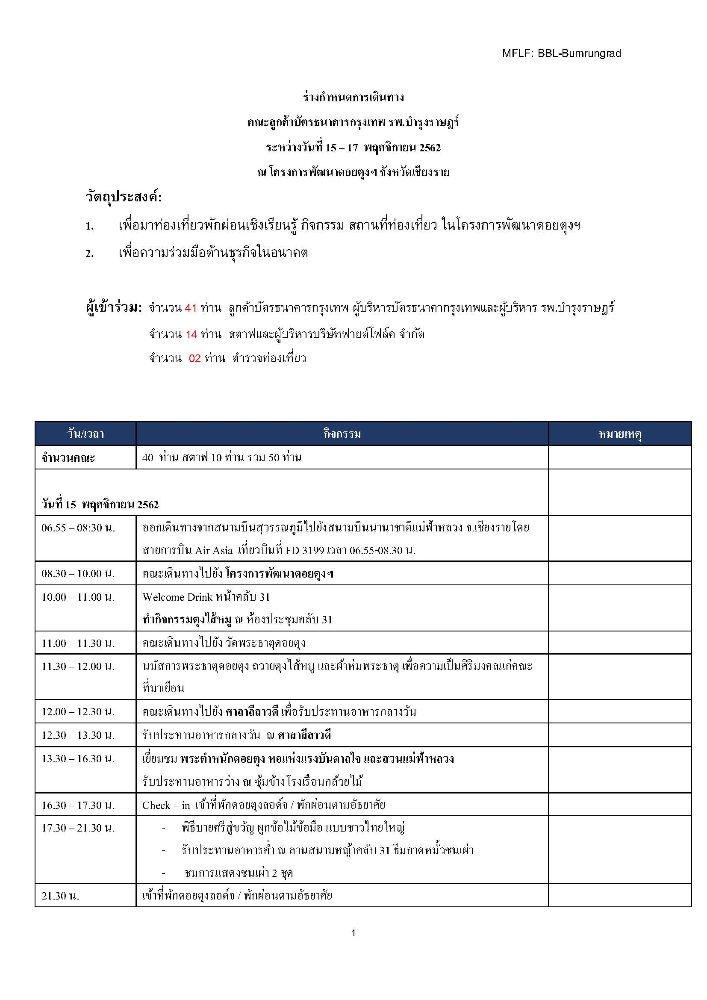 MFLF: BBL-Bumrungrad
ร่างกำหนดการเดินทาง
คณะลูกค้าบัตรธนาคารกรุงเทพ รพ.บำรุงราษฎร์
ระหว่างวันที่ 15 – 17 พฤศจิกายน 2562
ณ โครงการพัฒนาดอยตุงฯ จังหวัดเชียงราย
วัตถุประสงค์:
1. เพื่อมาท่องเที่ยวพักผ่อนเชิงเรียนรู้ กิจกรรม สถานที่ท่องเที่ยว ในโครงการพัฒนาดอยตุงฯ
2. เพื่อความร่วมมือด้านธุรกิจในอนาคต
ผู้เข้าร่วม: จำนวน 41 ท่าน ลูกค้าบัตรธนาคารกรุงเทพ ผู้บริหารบัตรธนาคากรุงเทพและผู้บริหาร รพ.บำรุงราษฎร์
จำนวน 14 ท่าน สตาฟและผู้บริหารบริษัทฟายด์โฟล์ค จำกัด
จำนวน 02 ท่าน ตำรวจท่องเที่ยว
วัน/เวลา กิจกรรม หมายเหตุ
จำนวนคณะ 40 ท่าน สตาฟ 10 ท่าน รวม 50 ท่าน
วันที่ 15 พฤศจิกายน 2562
06.55 – 08:30 น. ออกเดินทางจากสนามบินสุวรรณภูมิไปยังสนามบินนานาชาติแม่ฟ้าหลวง จ.เชียงรายโดย
สายการบิน Air Asia เที่ยวบินที่ FD 3199 เวลา 06.55-08.30 น.
08.30 – 10.00 น. คณะเดินทางไปยัง โครงการพัฒนาดอยตุงฯ
10.00 – 11.00 น. Welcome Drink หน้าคลับ 31
ทำกิจกรรมตุงไส้หมู ณ ห้องประชุมคลับ 31
11.00 – 11.30 น. คณะเดินทางไปยัง วัดพระธาตุดอยตุง
11.30 – 12.00 น. นมัสการพระธาตุดอยตุง ถวายตุงไส้หมู และผ้าห่มพระธาตุ เพื่อความเป็นศิริมงคลแก่คณะ
ที่มาเยือน
12.00 – 12.30 น. คณะเดินทางไปยัง ศาลาลีลาวดี เพื่อรับประทานอาหารกลางวัน
12.30 – 13.30 น. รับประทานอาหารกลางวัน ณ ศาลาลีลาวดี
13.30 – 16.30 น. เยี่ยมชม พระตำหนักดอยตุง หอแห่งแรงบันดาลใจ และสวนแม่ฟ้าหลวง
รับประทานอาหารว่าง ณ ซุ้มข้างโรงเรือนกล้วยไม้
16.30 – 17.30 น. Check – in เข้าที่พักดอยตุงลอด์จ / พักผ่อนตามอัธยาศัย
17.30 – 21.30 น. - พิธีบายศรีสู่ขวัญ ผูกข้อไม้ข้อมือ แบบชาวไทยใหญ่
- รับประทานอาหารค่ำ ณ ลานสนามหญ้าคลับ 31 ธีมกาดหมั้วชนเผ่า
- ชมการแสดงชนเผ่า 2 ชุด
21.30 น. เข้าที่พักดอยตุงลอด์จ / พักผ่อนตามอัธยาศัย
1